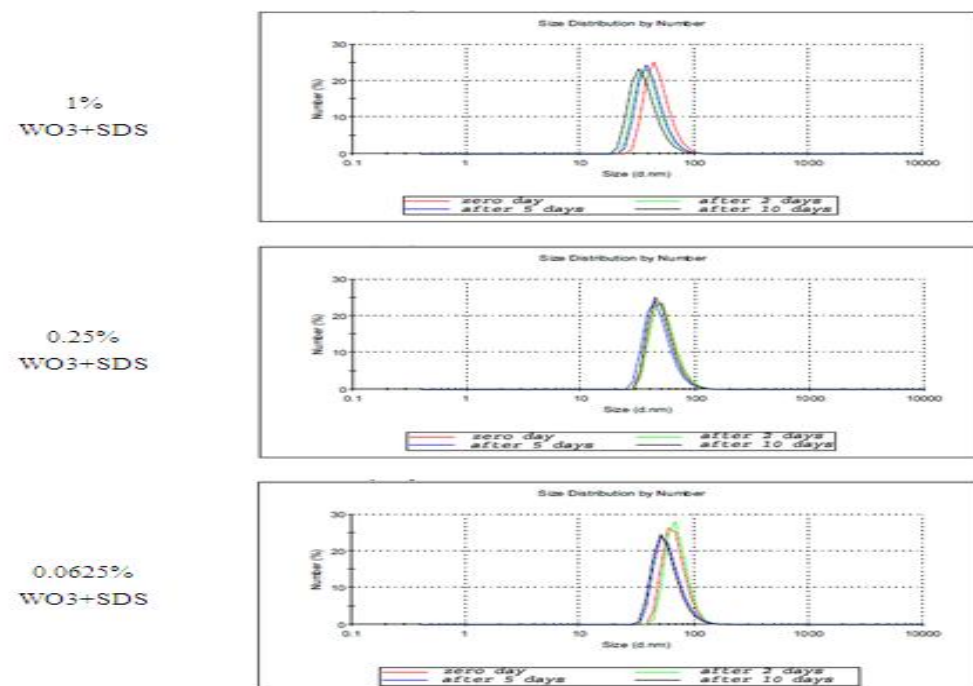 Size Distribution by Number
1%
WO3+SDS
Number (%)
30
20
10
0
0.1 1 10 100 1000 10000
Size (d.nm)
zero day
after 5 days
after 10 days
Size Distribution by Number
0.25%
WO3+SDS
Number (%)
30
20
10
0
0.1 1 10 100 1000 10000
Size (d.nm)
zero day
after 5 days
after 10 days
Size Distribution by Number
0.0625%
WO3+SDS
Number (%)
30
20
10
0
0.1 1 10 100 1000 10000
Size (d.nm)
zero day
after 5 days
after 10 days